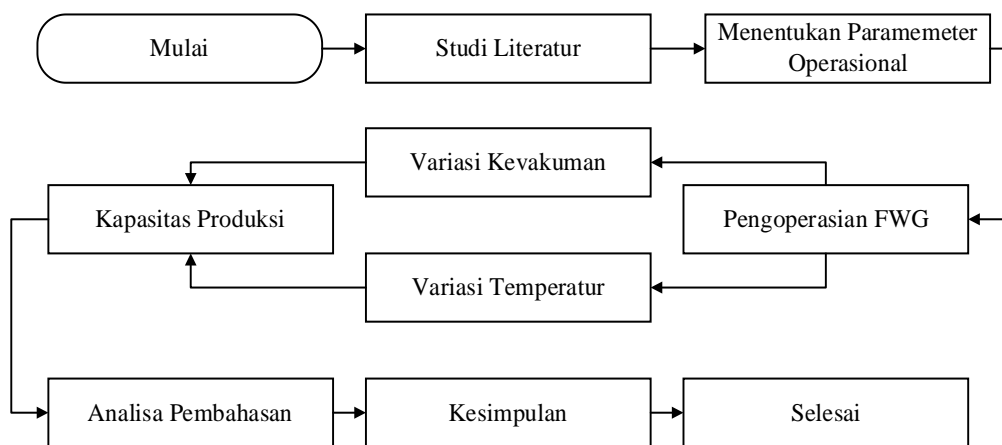 Mulai
Studi Literatur
Menentukan Paramemeter
Operasional
Variasi Kevakuman
Kapasitas Produksi
Pengoperasian FWG
Variasi Temperatur
Analisa Pembahasan
Kesimpulan
Selesai